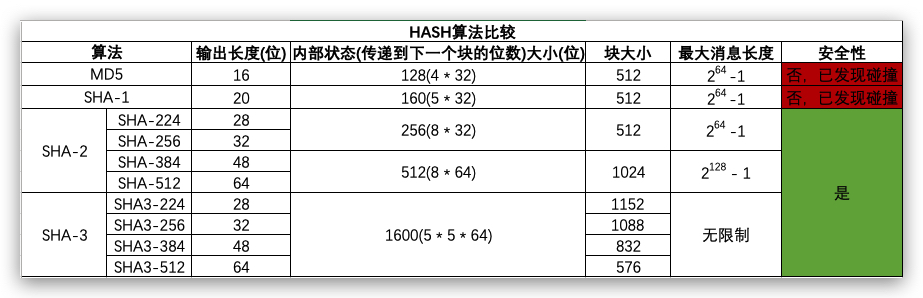 HASH算法比较
算法 输出长度(位) 内部状态(传递到下一个块的位数)大小(位) 块大小 最大消息长度 安全性
MD5 16 128(4 * 32) 512 2^64 -1 否，已发现碰撞
SHA-1 20 160(5 * 32) 512 2^64 -1 否，已发现碰撞
SHA-2 SHA-224 28 256(8 * 32) 512 2^64 -1 是
SHA-256 32
SHA-384 48 512(8 * 64) 1024 2^128 - 1
SHA-512 64
SHA-3 SHA3-224 28 1600(5 * 5 * 64) 1152 无限制
SHA3-256 32 1088
SHA3-384 48 832
SHA3-512 64 576